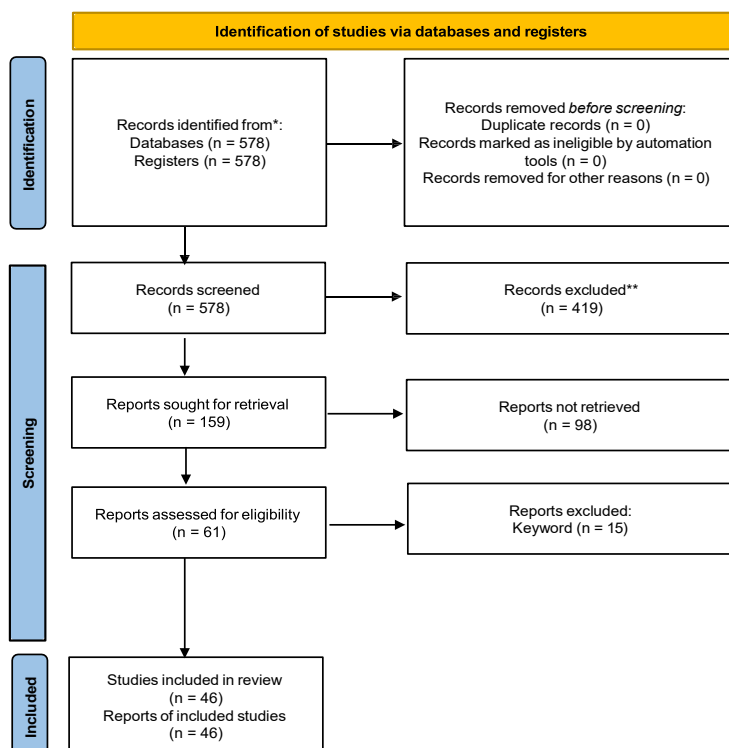 Identification of studies via databases and registers
Identification
Records identified from*:
Databases (n = 578)
Registers (n = 578)
Records removed before screening:
Duplicate records (n = 0)
Records marked as ineligible by automation
tools (n = 0)
Records removed for other reasons (n = 0)
Screening
Records screened
(n = 578)
Records excluded**
(n = 419)
Reports sought for retrieval
(n = 159)
Reports not retrieved
(n = 98)
Reports assessed for eligibility
(n = 61)
Reports excluded:
Keyword (n = 15)
Included
Studies included in review
(n = 46)
Reports of included studies
(n = 46)